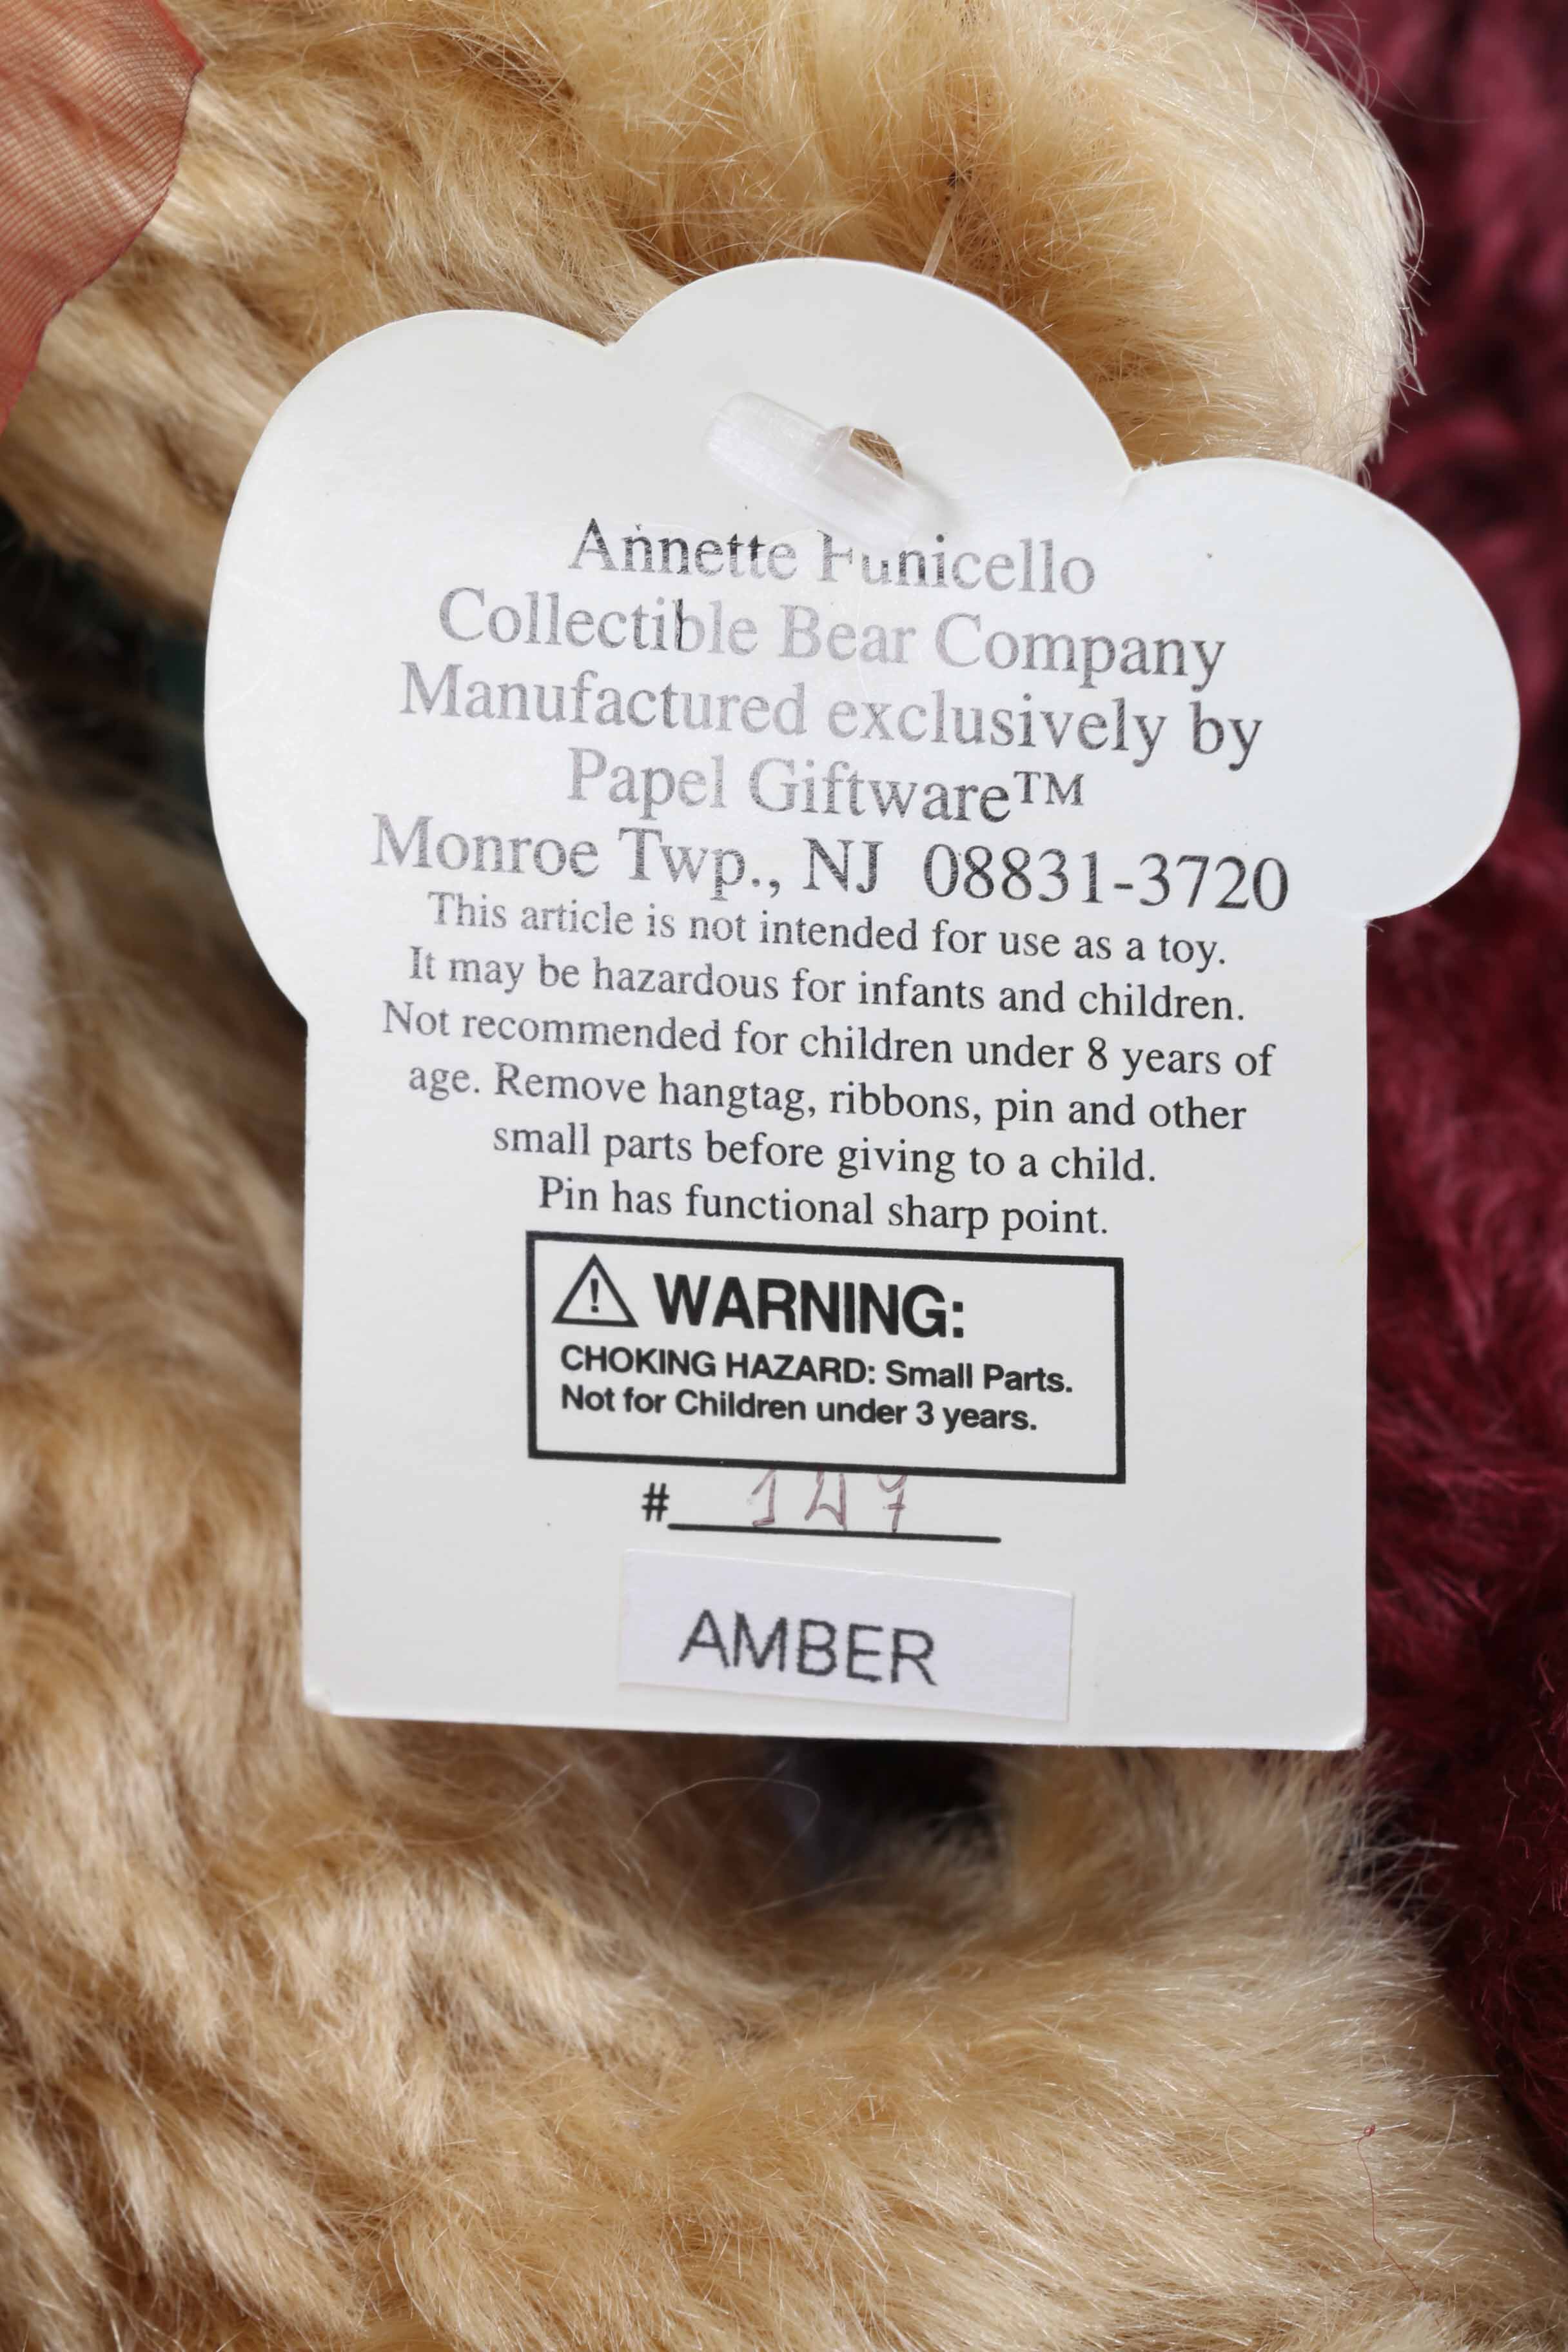 Annette Funicello
Collectible Bear Company
Manufactured exclusively by
Papel Giftware™
Monroe Twp., NJ 08831-3720
This article is not intended for use as a toy.
It may be hazardous for infants and children.
Not recommended for children under 8 years of
age. Remove hangtag, ribbons, pin and other
small parts before giving to a child.
Pin has functional sharp point.
WARNING:
CHOKING HAZARD: Small Parts.
Not for Children under 3 years.
# 147
AMBER